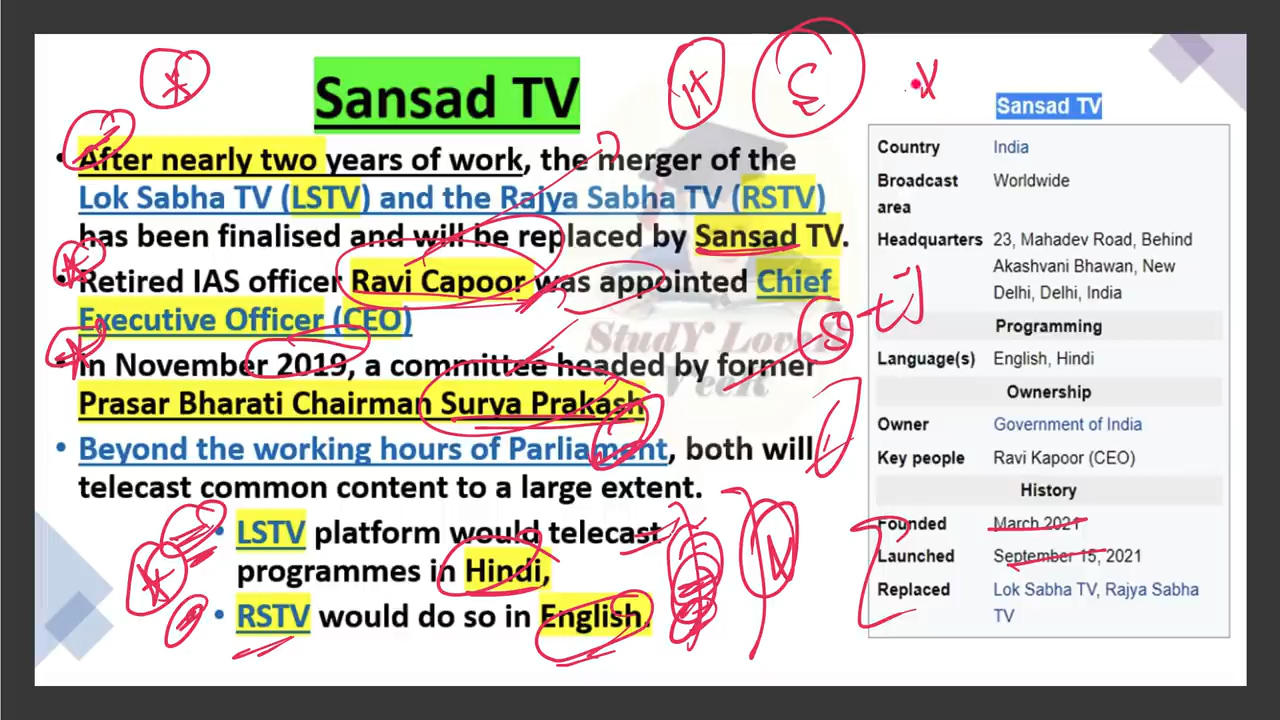 Sansad TV
• After nearly two years of work, the merger of the
Lok Sabha TV (LSTV) and the Rajya Sabha TV (RSTV)
has been finalised and will be replaced by Sansad TV.
• Retired IAS officer Ravi Capoor was appointed Chief
Executive Officer (CEO)
• In November 2019, a committee headed by former
Prasar Bharati Chairman Surya Prakash
• Beyond the working hours of Parliament, both will
telecast common content to a large extent.
• LSTV platform would telecast
programmes in Hindi,
• RSTV would do so in English.
StudY LoveR
VeeR
Sansad TV
Country India
Broadcast Worldwide
area
Headquarters 23, Mahadev Road, Behind
Akashvani Bhawan, New
Delhi, Delhi, India
Programming
Language(s) English, Hindi
Ownership
Owner Government of India
Key people Ravi Kapoor (CEO)
History
Founded March 2021
Launched September 15, 2021
Replaced Lok Sabha TV, Rajya Sabha
TV